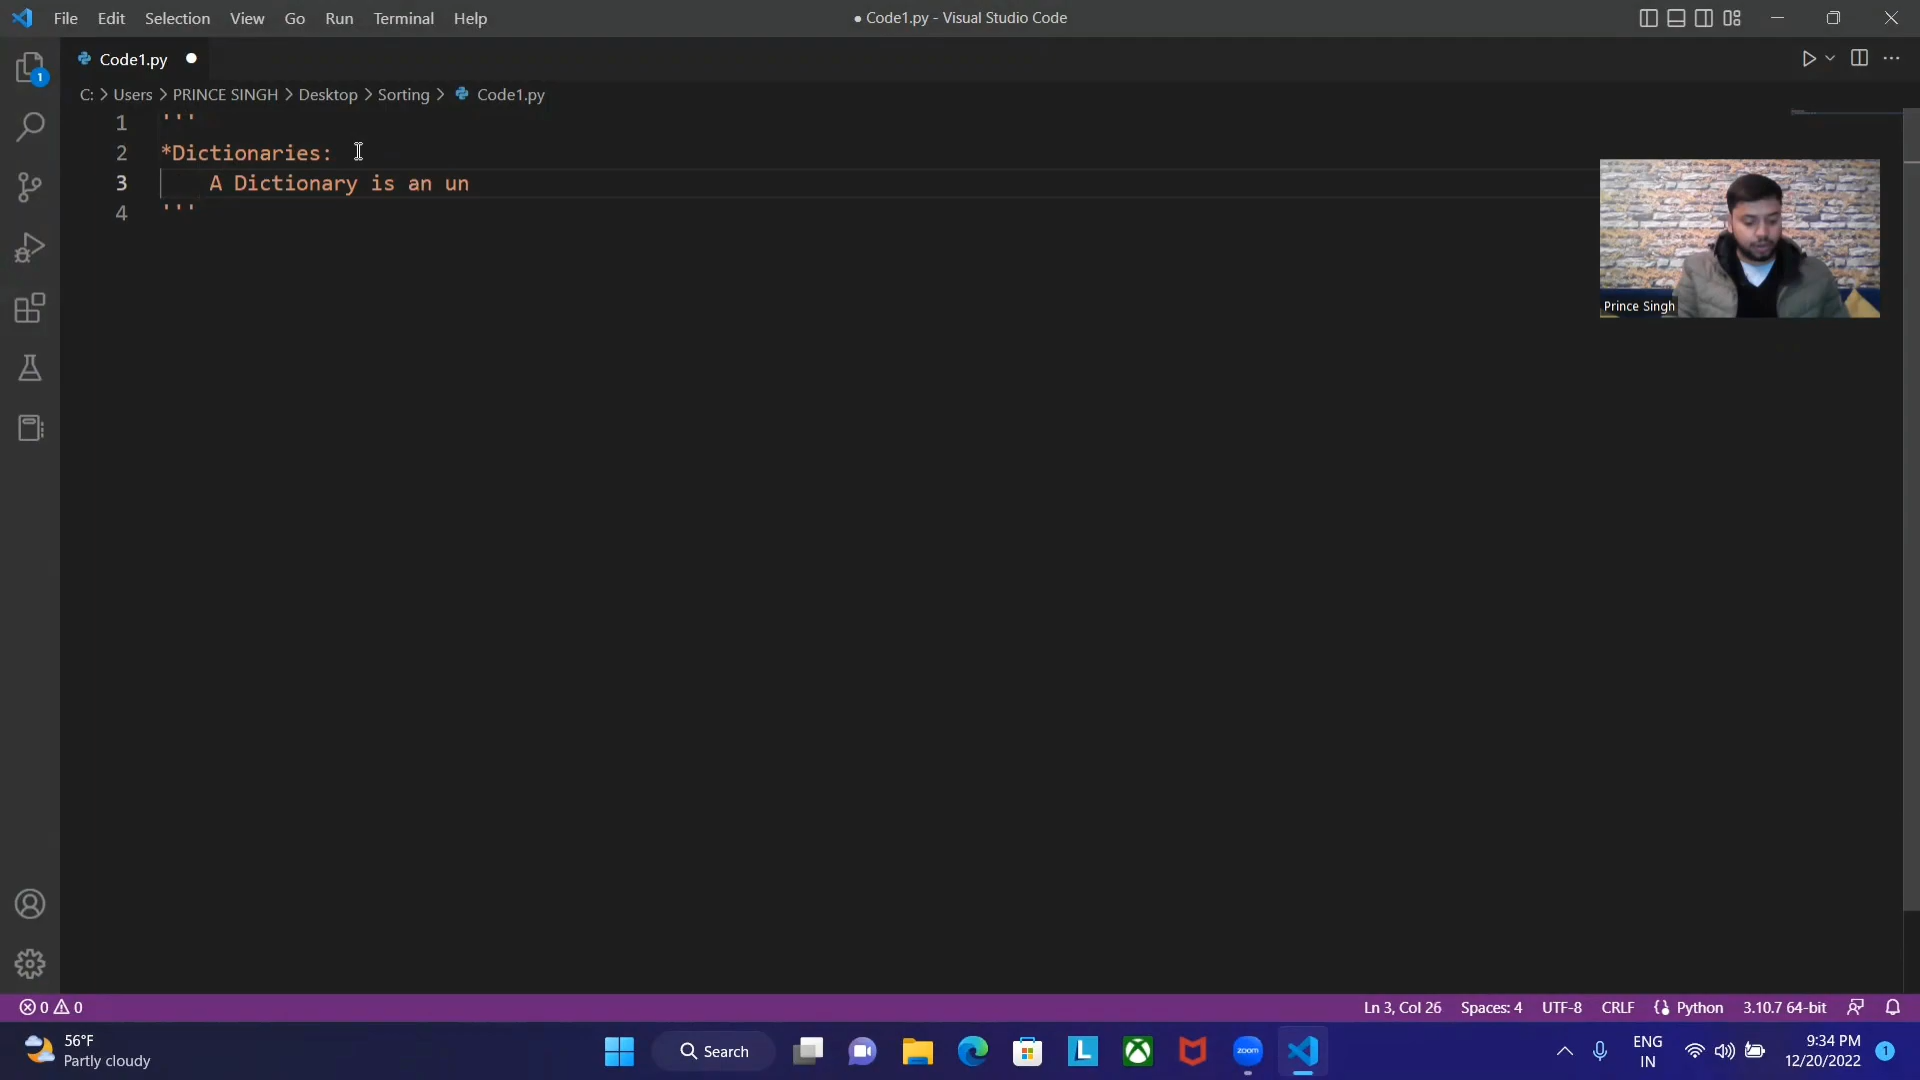 File Edit Selection View Go Run Terminal Help
● Code1.py - Visual Studio Code
Code1.py ●
C: > Users > PRINCE SINGH > Desktop > Sorting > Code1.py
1 '''
2 *Dictionaries:
3 A Dictionary is an un
4 '''
Prince Singh
1
0 0
Ln 3, Col 26 Spaces: 4 UTF-8 CRLF Python 3.10.7 64-bit
56°F
Partly cloudy
Search
L
zoom
ENG
IN
9:34 PM
12/20/2022
1